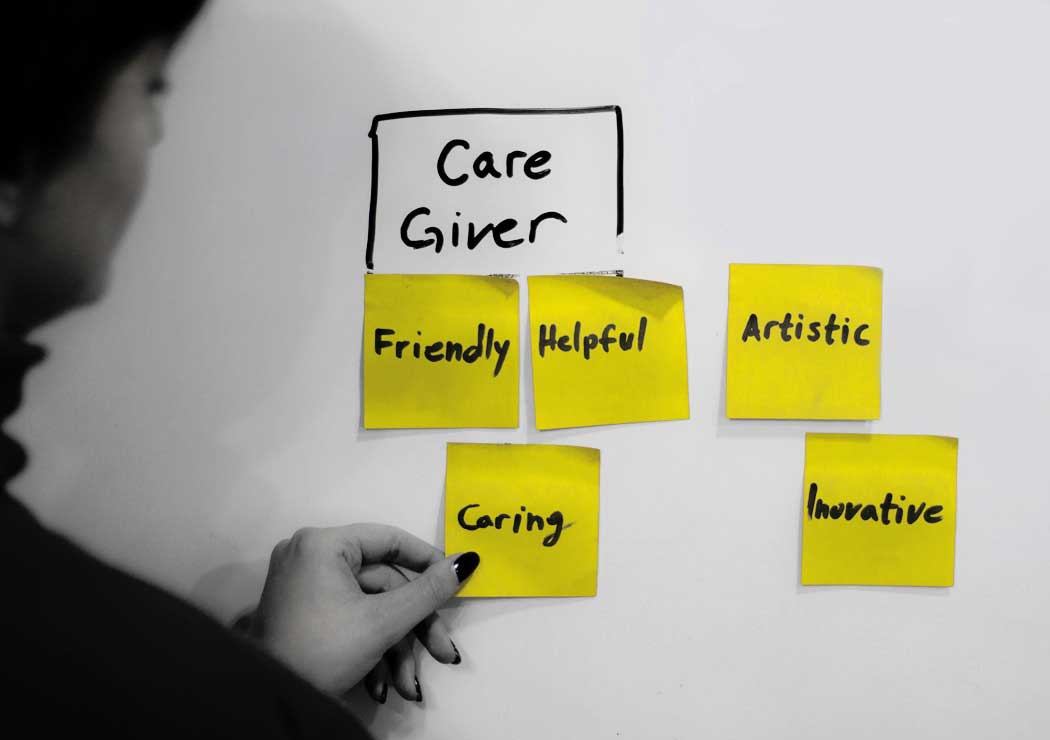 Care
Giver
Friendly
Helpful
Artistic
Caring
Inovative